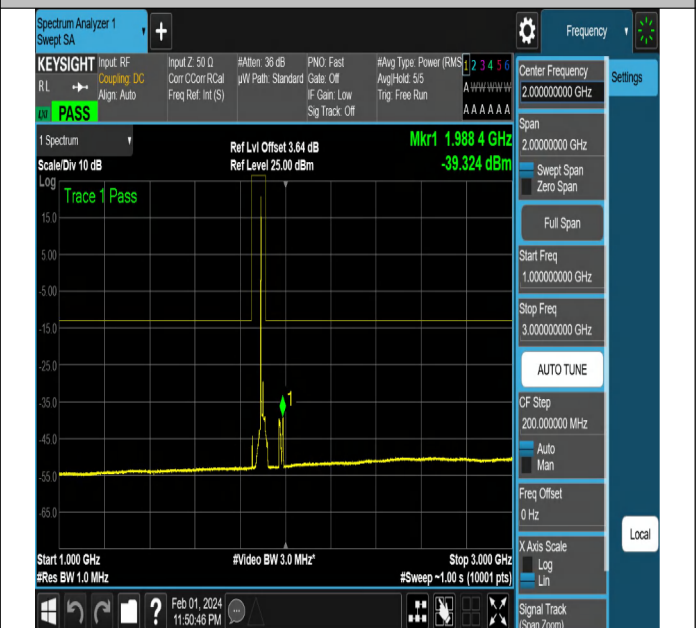 Spectrum Analyzer 1
Swept SA
Frequency
KEYSIGHT
RL
PASS
Input: RF
Coupling: DC
Align: Auto
Input Z: 50 Ω
Corr CCorr RCal
Freq Ref: Int (S)
#Atten: 36 dB
µW Path: Standard
PNO: Fast
Gate: Off
IF Gain: Low
Sig Track: Off
#Avg Type: Power (RMS
Avg|Hold: 5/5
Trig: Free Run
1 2 3 4 5 6
A W W W W W
A A A A A A
1 Spectrum
Scale/Div 10 dB
Ref Lvl Offset 3.64 dB
Ref Level 25.00 dBm
Mkr1 1.988 4 GHz
-39.324 dBm
Log
Trace 1 Pass
15.0
5.00
-5.00
-15.0
-25.0
-35.0
-45.0
-55.0
-65.0
1
Start 1.000 GHz
#Res BW 1.0 MHz
#Video BW 3.0 MHz*
Stop 3.000 GHz
#Sweep ~1.00 s (10001 pts)
?
Feb 01, 2024
11:50:46 PM
Center Frequency
2.000000000 GHz
Settings
Span
2.00000000 GHz
Swept Span
Zero Span
Full Span
Start Freq
1.000000000 GHz
Stop Freq
3.000000000 GHz
AUTO TUNE
CF Step
200.000000 MHz
Auto
Man
Freq Offset
0 Hz
Local
X Axis Scale
Log
Lin
Signal Track
(Span Zoom)